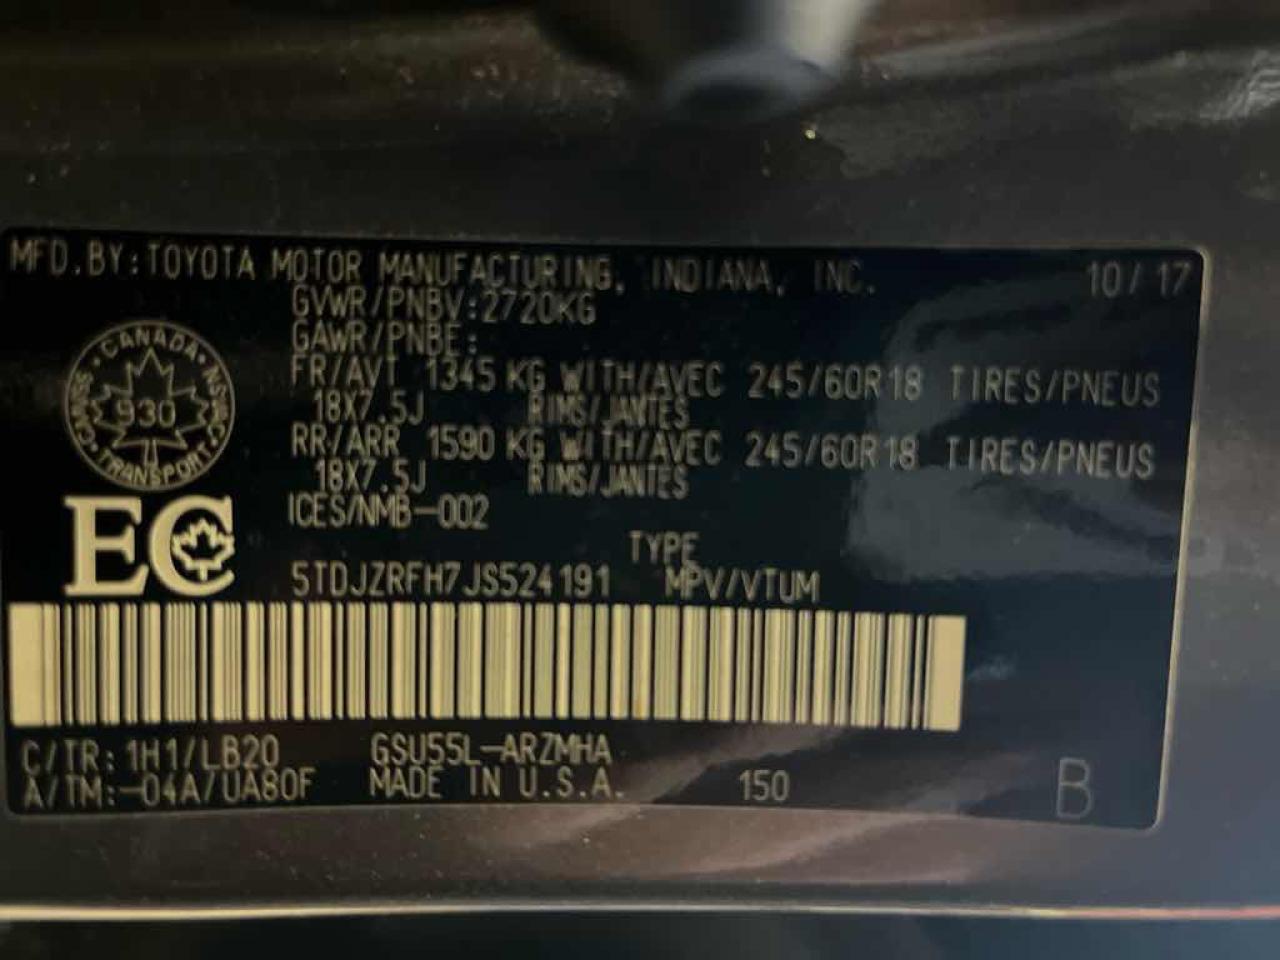 MFD.BY:TOYOTA MOTOR MANUFACTURING, INDIANA, INC. 10/17
GVWR/PNBV:2720KG
GAWR/PNBE:
FR/AVT 1345 KG WITH/AVEC 245/60R18 TIRES/PNEUS
18X7.5J RIMS/JANTES
RR/ARR 1590 KG WITH/AVEC 245/60R18 TIRES/PNEUS
18X7.5J RIMS/JANTES
ICES/NMB-002
CANADA
930
TRANSPORT
EC
TYPE
5TDJZRFH7JS524191 MPV/VTUM
C/TR:1H1/LB20 GSU55L-ARZMHA
A/TM:-04A/UA80F MADE IN U.S.A. 150
B